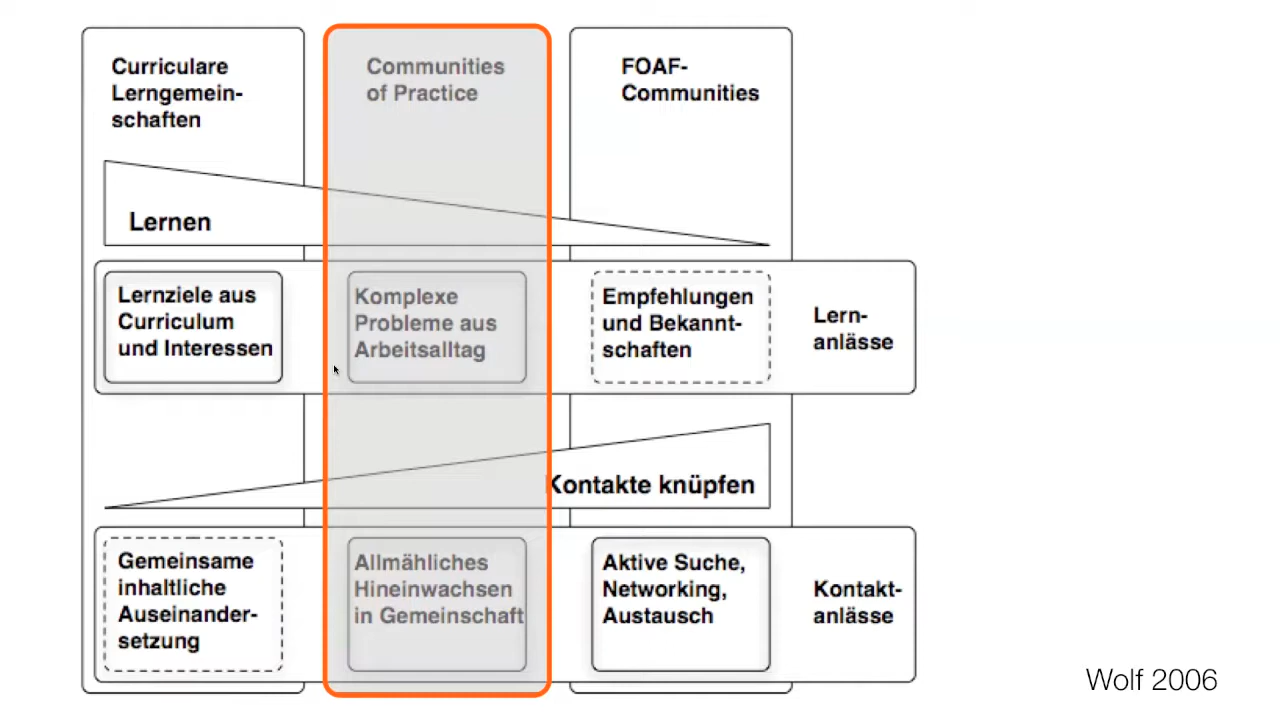 Curriculare
Lerngemein-
schaften
Communities
of Practice
FOAF-
Communities
Lernen
Lernziele aus
Curriculum
und Interessen
Komplexe
Probleme aus
Arbeitsalltag
Empfehlungen
und Bekannt-
schaften
Lern-
anlässe
Kontakte knüpfen
Gemeinsame
inhaltliche
Auseinander-
setzung
Allmähliches
Hineinwachsen
in Gemeinschaft
Aktive Suche,
Networking,
Austausch
Kontakt-
anlässe
Wolf 2006